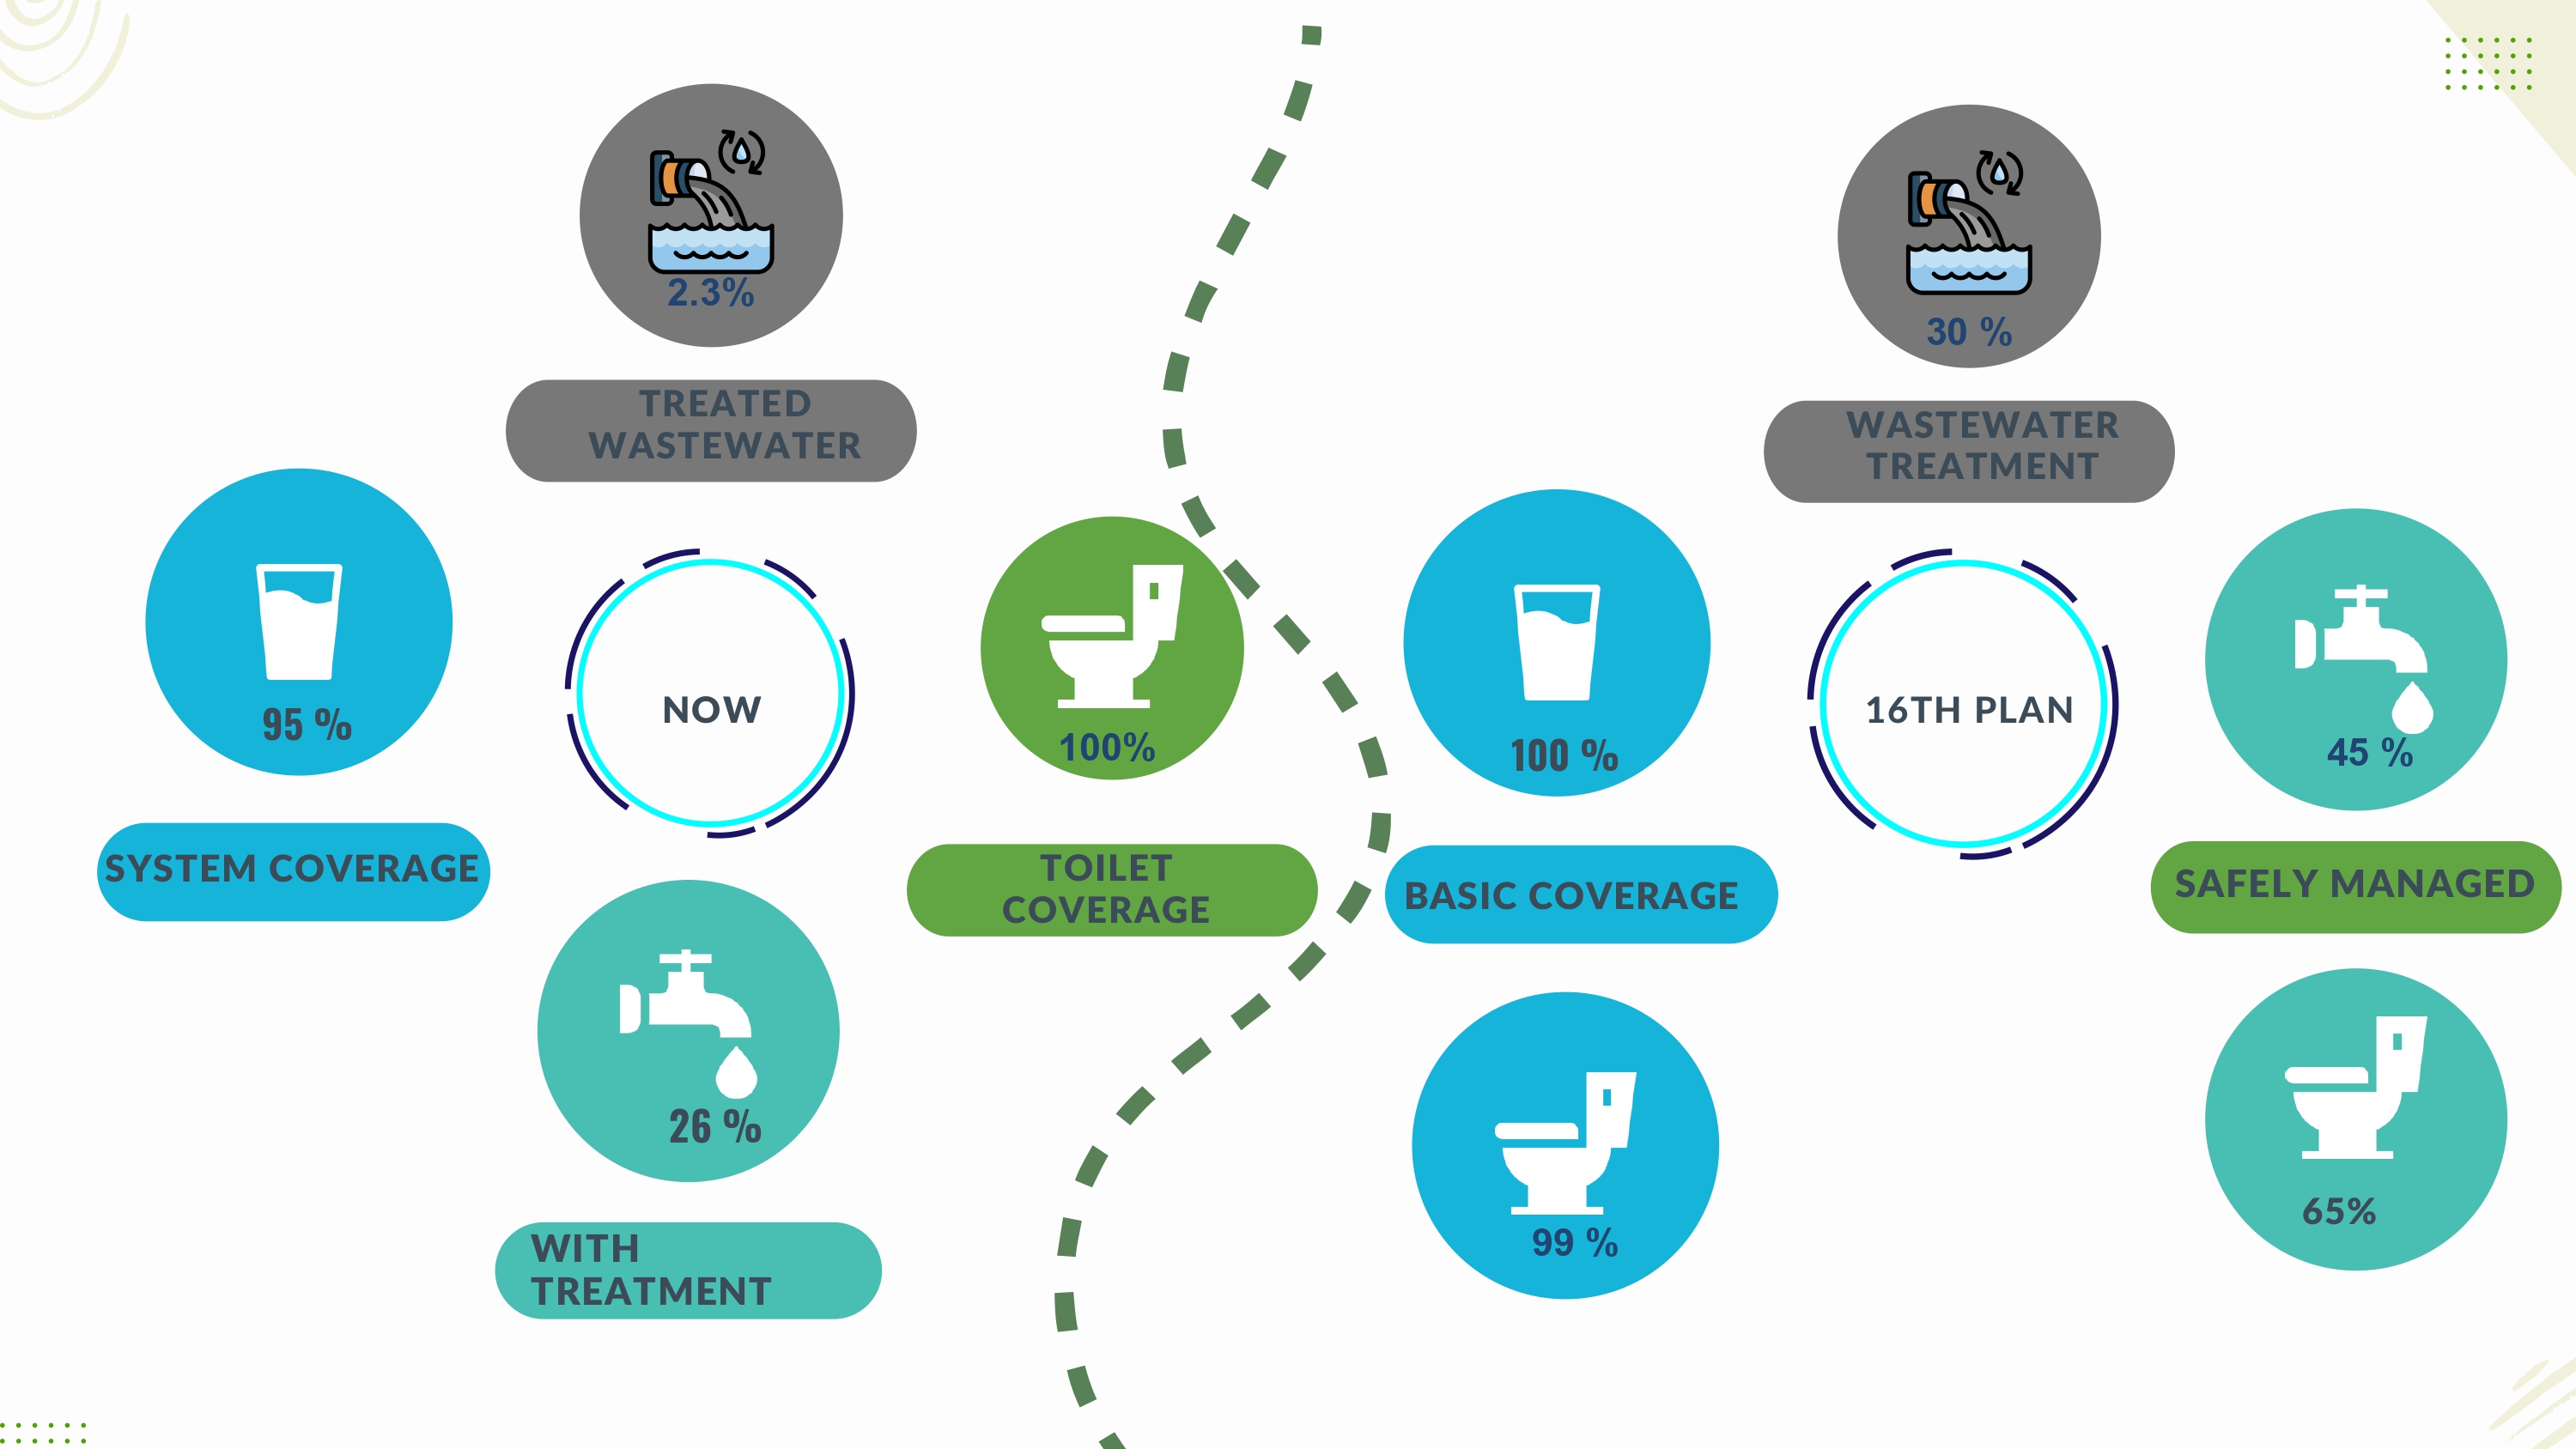 2.3%
TREATED
WASTEWATER
95 %
SYSTEM COVERAGE
NOW
100%
TOILET
COVERAGE
26 %
WITH
TREATMENT
30 %
WASTEWATER
TREATMENT
100 %
BASIC COVERAGE
16TH PLAN
45 %
SAFELY MANAGED
99 %
65%